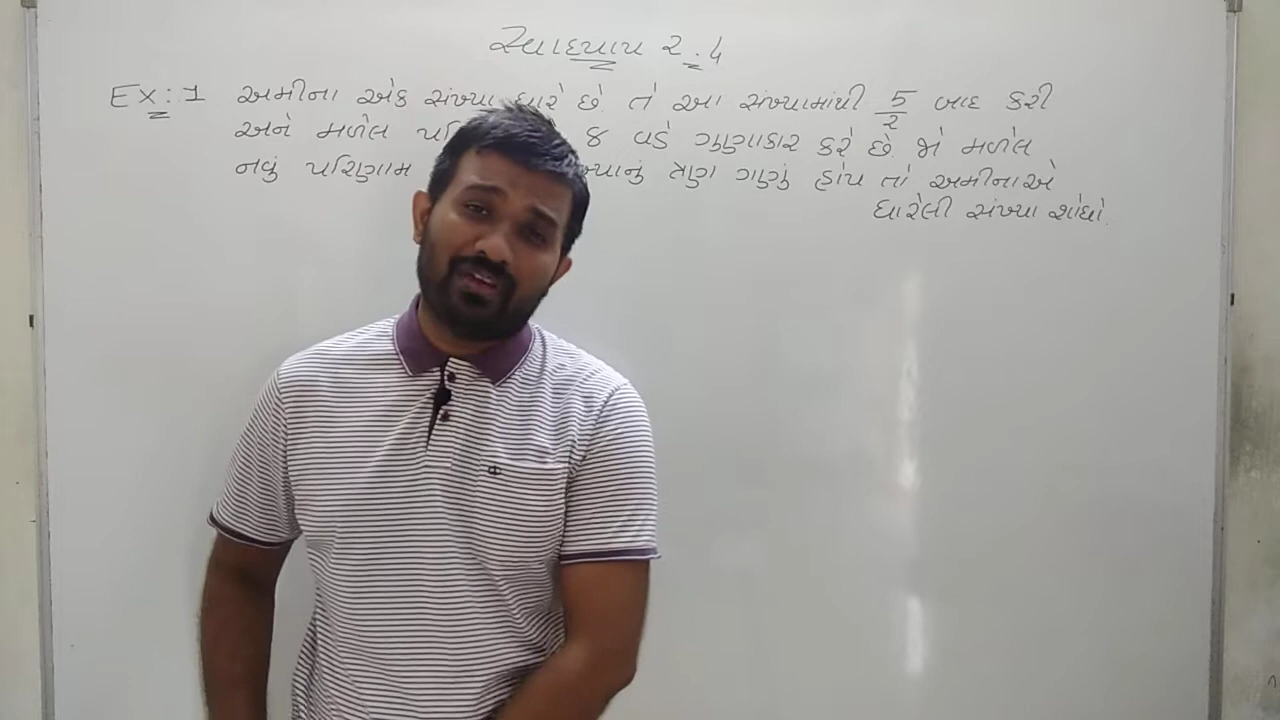 સ્વાધ્યાય ૨.૪
Ex:1 અમીના એક સંખ્યા ધારે છે. તે આ સંખ્યામાંથી 5/2 બાદ કરી
અને મળેલ ૪ વડે ગુણાકાર કરે છે. જો મળેલ
નવું પરિણામ ત્રણ ગણું હોય તો અમીનાએ
ધારેલી સંખ્યા શોધો.